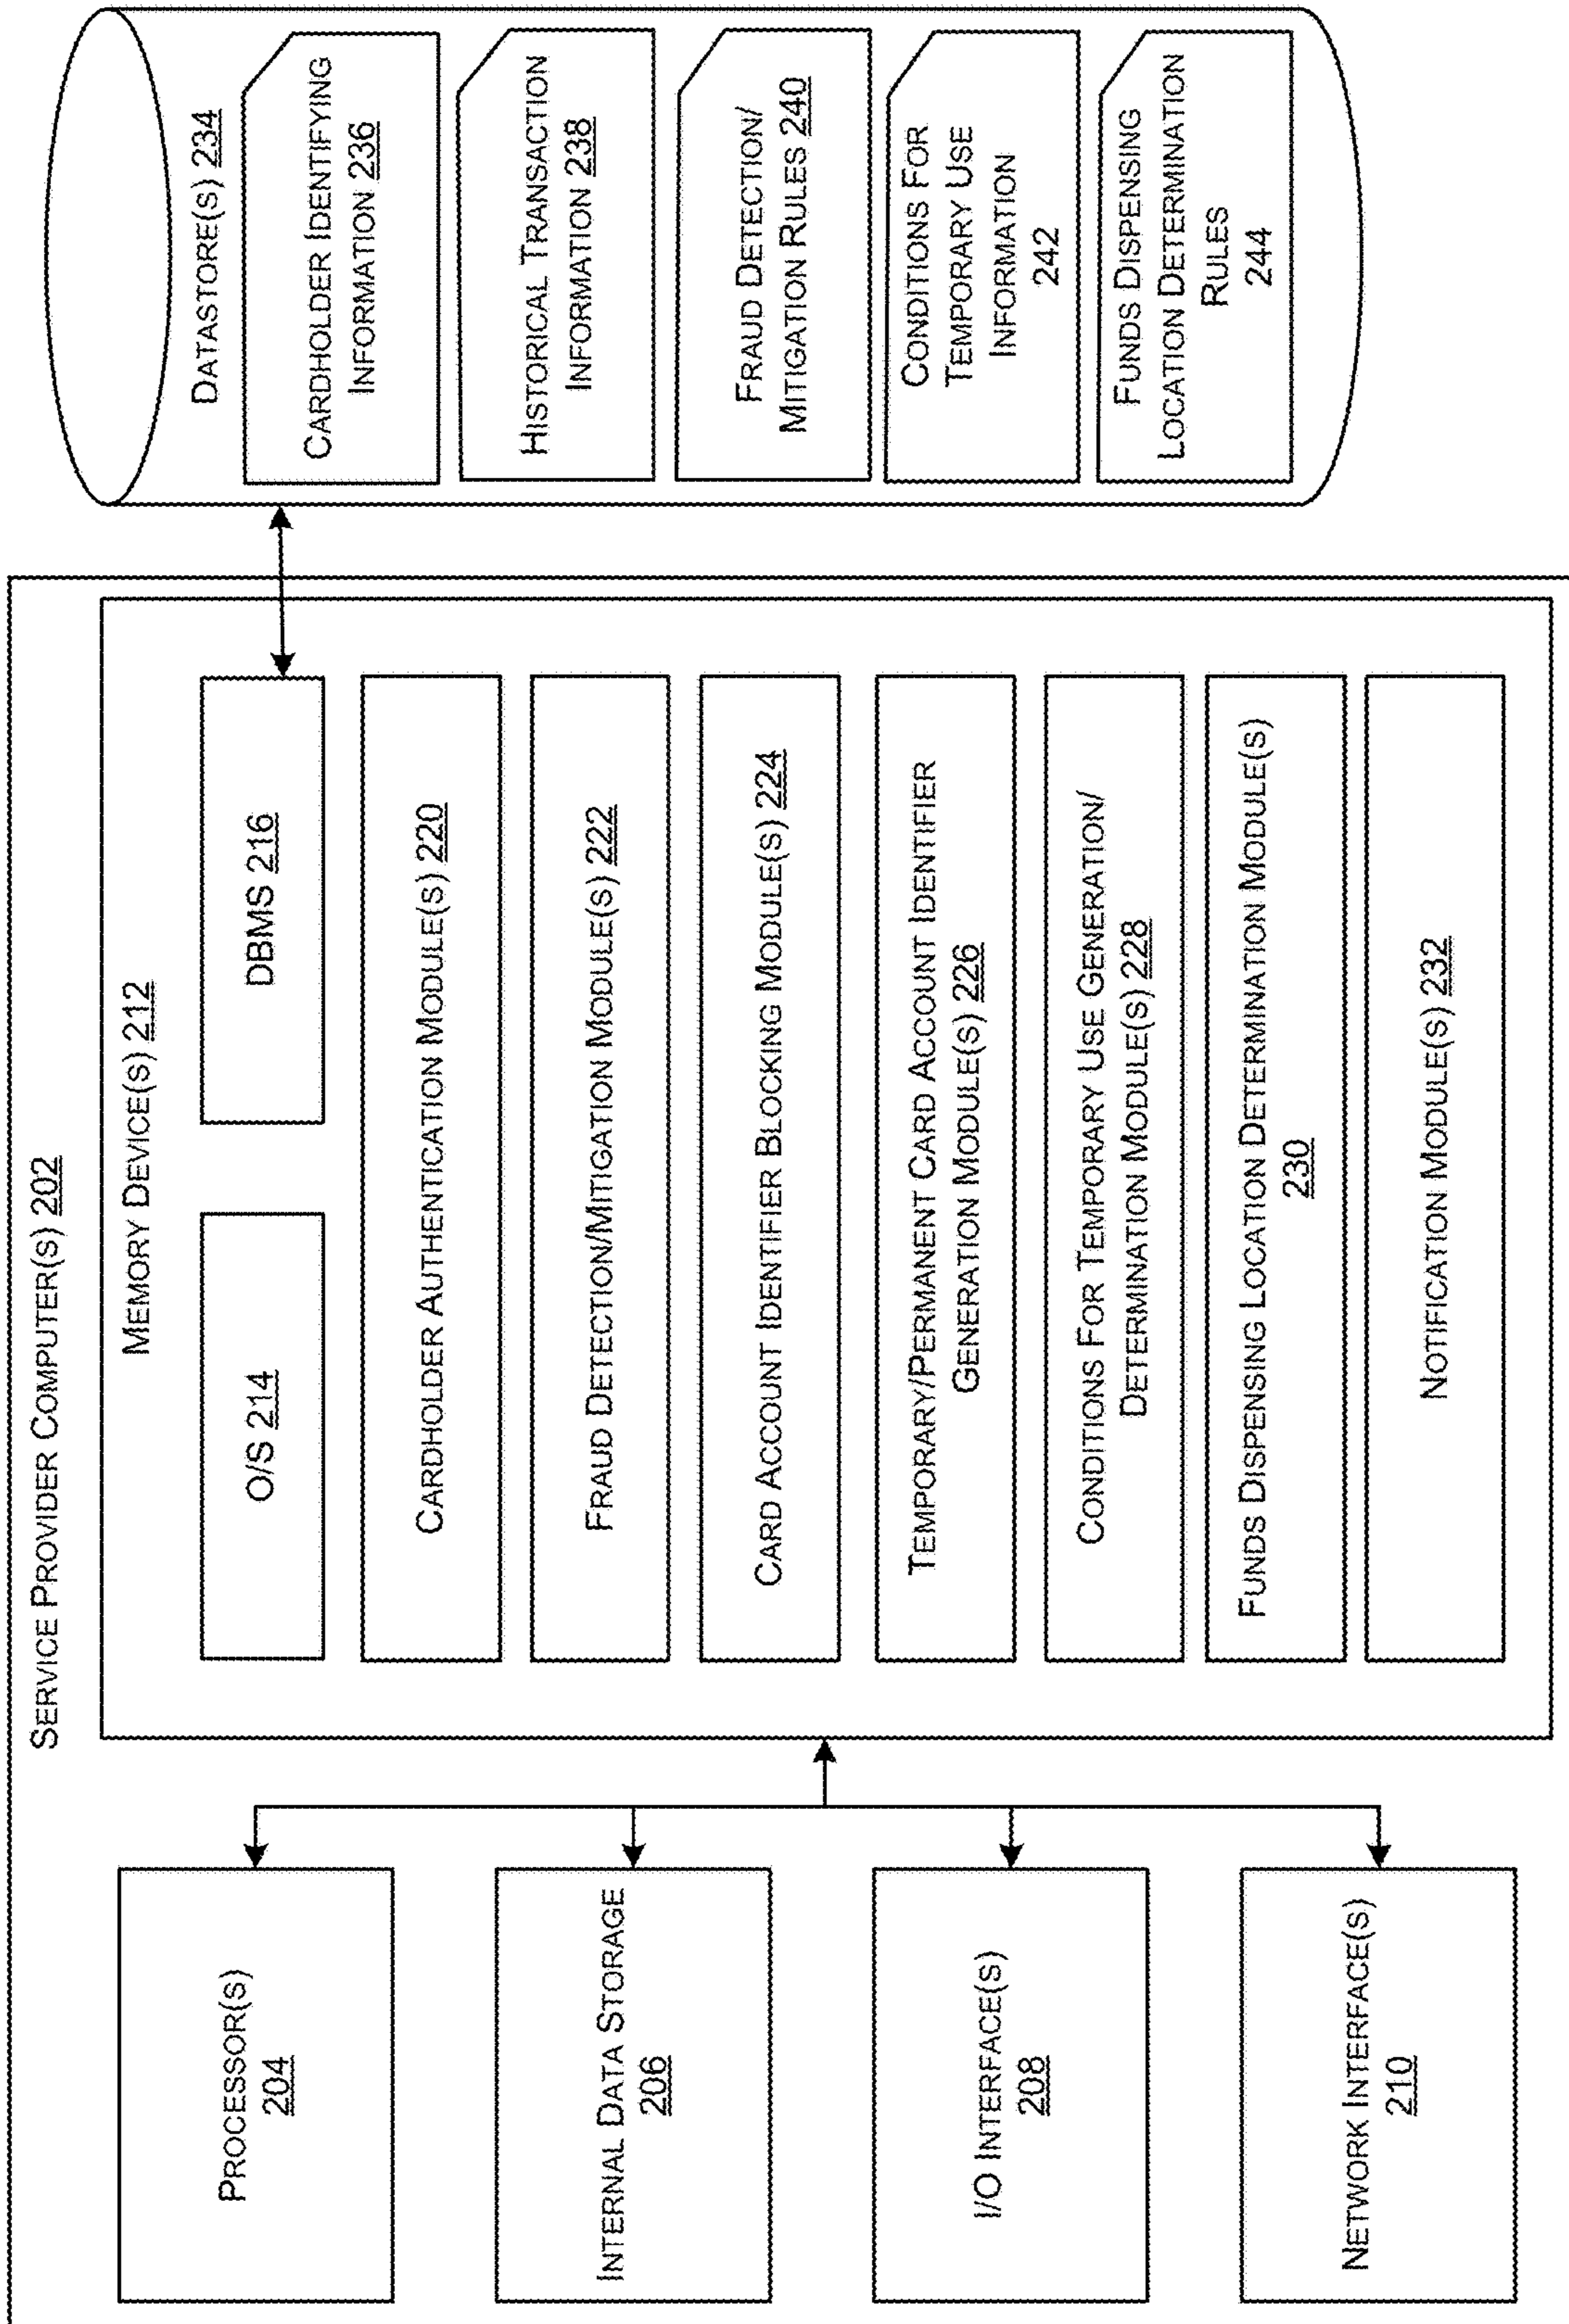 SERVICE PROVIDER COMPUTER(S) 202
PROCESSOR(S)
204
INTERNAL DATA STORAGE
206
I/O INTERFACE(S)
208
NETWORK INTERFACE(S)
210
MEMORY DEVICE(S) 212
O/S 214
DBMS 216
CARDHOLDER AUTHENTICATION MODULE(S) 220
FRAUD DETECTION/MITIGATION MODULE(S) 222
CARD ACCOUNT IDENTIFIER BLOCKING MODULE(S) 224
TEMPORARY/PERMANENT CARD ACCOUNT IDENTIFIER
GENERATION MODULE(S) 226
CONDITIONS FOR TEMPORARY USE GENERATION/
DETERMINATION MODULE(S) 228
FUNDS DISPENSING LOCATION DETERMINATION MODULE(S)
230
NOTIFICATION MODULE(S) 232
DATASTORE(S) 234
CARDHOLDER IDENTIFYING
INFORMATION 236
HISTORICAL TRANSACTION
INFORMATION 238
FRAUD DETECTION/
MITIGATION RULES 240
CONDITIONS FOR
TEMPORARY USE
INFORMATION
242
FUNDS DISPENSING
LOCATION DETERMINATION
RULES
244